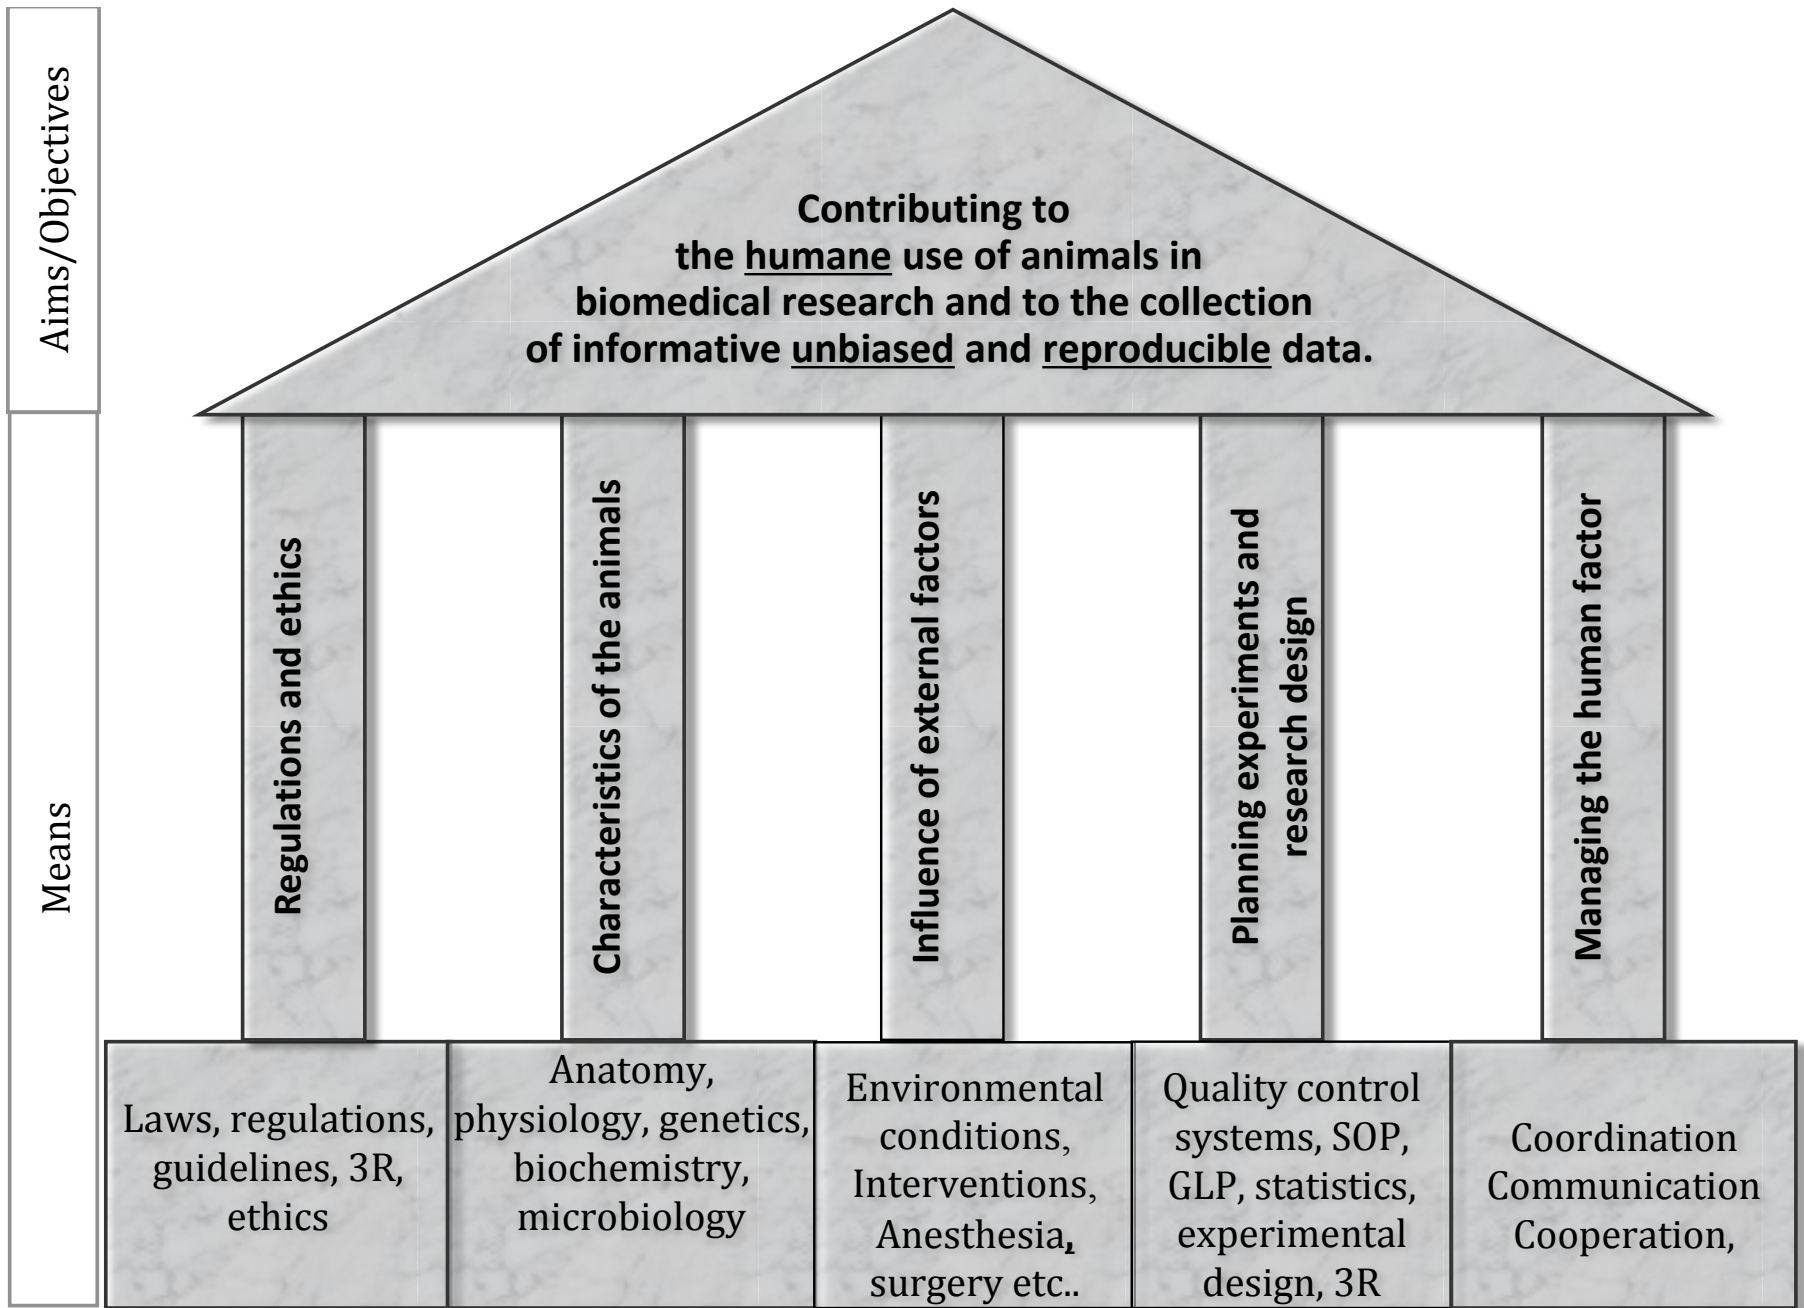 Aims/Objectives
Contributing to
the humane use of animals in
biomedical research and to the collection
of informative unbiased and reproducible data.
Means
Regulations and ethics
Characteristics of the animals
Influence of external factors
Planning experiments and
research design
Managing the human factor
Laws, regulations,
guidelines, 3R,
ethics
Anatomy,
physiology, genetics,
biochemistry,
microbiology
Environmental
conditions,
Interventions,
Anesthesia,
surgery etc..
Quality control
systems, SOP,
GLP, statistics,
experimental
design, 3R
Coordination
Communication
Cooperation,